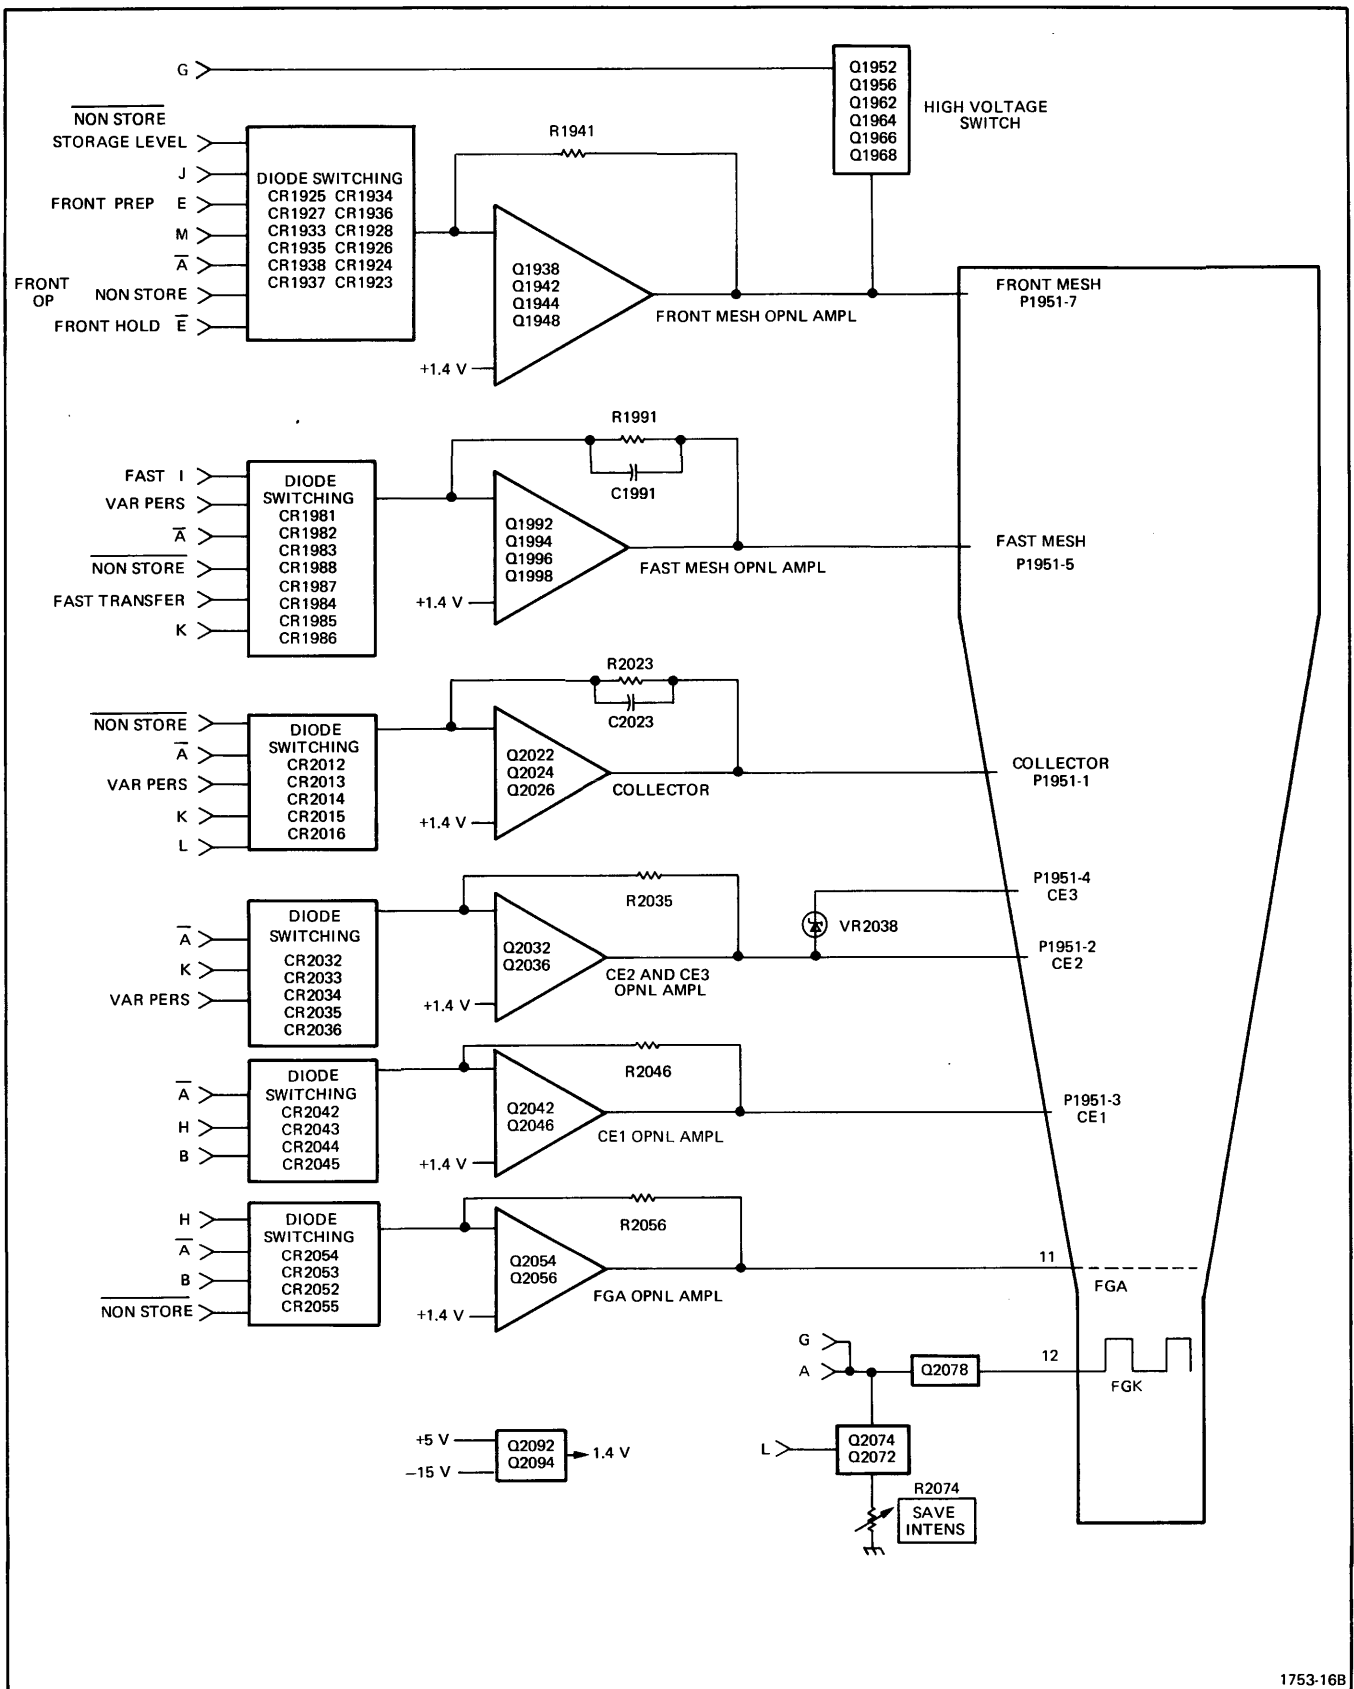 G
Q1952
Q1956
Q1962
Q1964
Q1966
Q1968
HIGH VOLTAGE
SWITCH
NON STORE
STORAGE LEVEL
J
FRONT PREP E
M
A
FRONT
OP
NON STORE
FRONT HOLD E
DIODE SWITCHING
CR1925 CR1934
CR1927 CR1936
CR1933 CR1928
CR1935 CR1926
CR1938 CR1924
CR1937 CR1923
R1941
Q1938
Q1942
Q1944
Q1948
+1.4 V
FRONT MESH OPNL AMPL
FRONT MESH
P1951-7
FAST I
VAR PERS
A
NON STORE
FAST TRANSFER
K
DIODE
SWITCHING
CR1981
CR1982
CR1983
CR1988
CR1987
CR1984
CR1985
CR1986
R1991
C1991
Q1992
Q1994
Q1996
Q1998
+1.4 V
FAST MESH OPNL AMPL
FAST MESH
P1951-5
NON STORE
A
VAR PERS
K
L
DIODE
SWITCHING
CR2012
CR2013
CR2014
CR2015
CR2016
R2023
C2023
Q2022
Q2024
Q2026
+1.4 V
COLLECTOR
COLLECTOR
P1951-1
A
K
VAR PERS
DIODE
SWITCHING
CR2032
CR2033
CR2034
CR2035
CR2036
R2035
Q2032
Q2036
+1.4 V
CE2 AND CE3
OPNL AMPL
VR2038
P1951-4
CE3
P1951-2
CE2
A
H
B
DIODE
SWITCHING
CR2042
CR2043
CR2044
CR2045
R2046
Q2042
Q2046
+1.4 V
CE1 OPNL AMPL
P1951-3
CE1
H
A
B
NON STORE
DIODE
SWITCHING
CR2054
CR2053
CR2052
CR2055
R2056
Q2054
Q2056
+1.4 V
FGA OPNL AMPL
11
FGA
G
A
Q2078
12
FGK
L
Q2074
Q2072
R2074
SAVE
INTENS
+5 V
−15 V
Q2092
Q2094
1.4 V
1753-16B